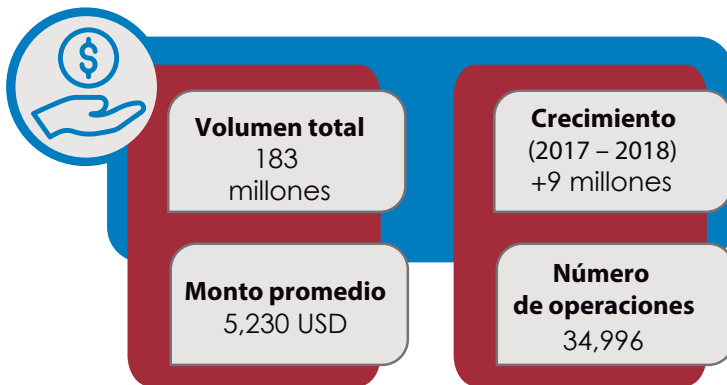 $
Volumen total
183
millones
Crecimiento
(2017 – 2018)
+9 millones
Monto promedio
5,230 USD
Número
de operaciones
34,996